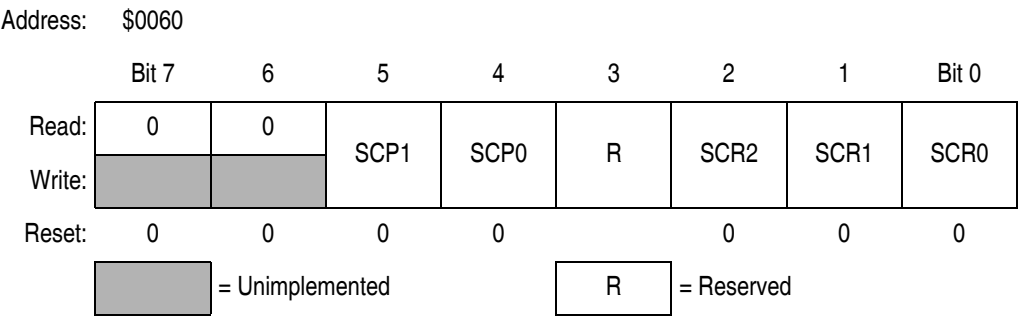 Address: $0060
Bit 7 6 5 4 3 2 1 Bit 0
Read: 0 0
SCP1 SCP0 R SCR2 SCR1 SCR0
Write:
Reset: 0 0 0 0 0 0 0
= Unimplemented R = Reserved